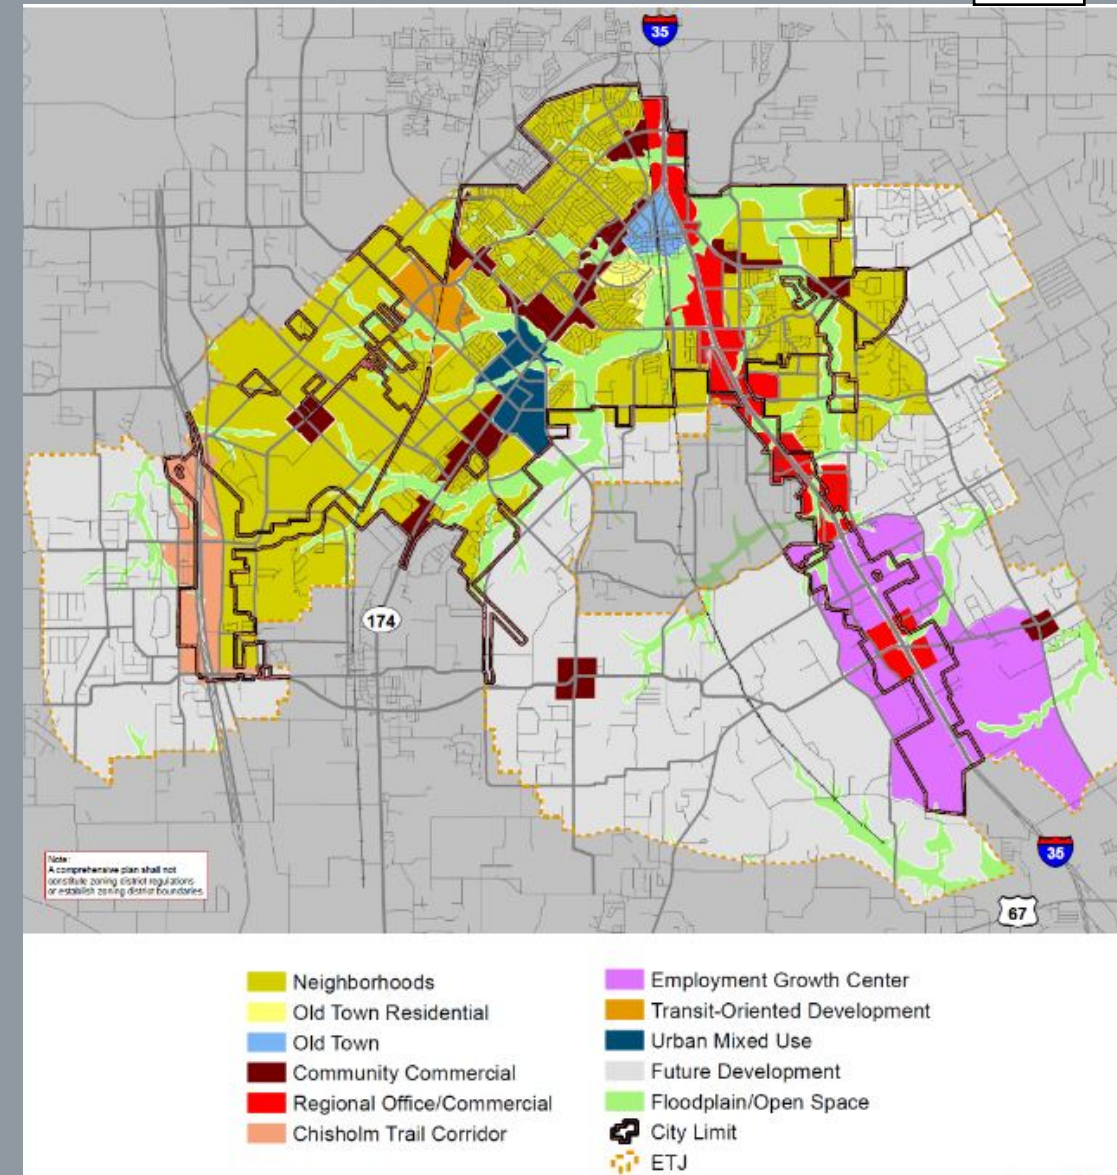 35
174
Note:
A comprehensive plan shall not
constitute zoning district regulations
or establish zoning district boundaries.
35
67
Neighborhoods
Old Town Residential
Old Town
Community Commercial
Regional Office/Commercial
Chisholm Trail Corridor
Employment Growth Center
Transit-Oriented Development
Urban Mixed Use
Future Development
Floodplain/Open Space
City Limit
ETJ